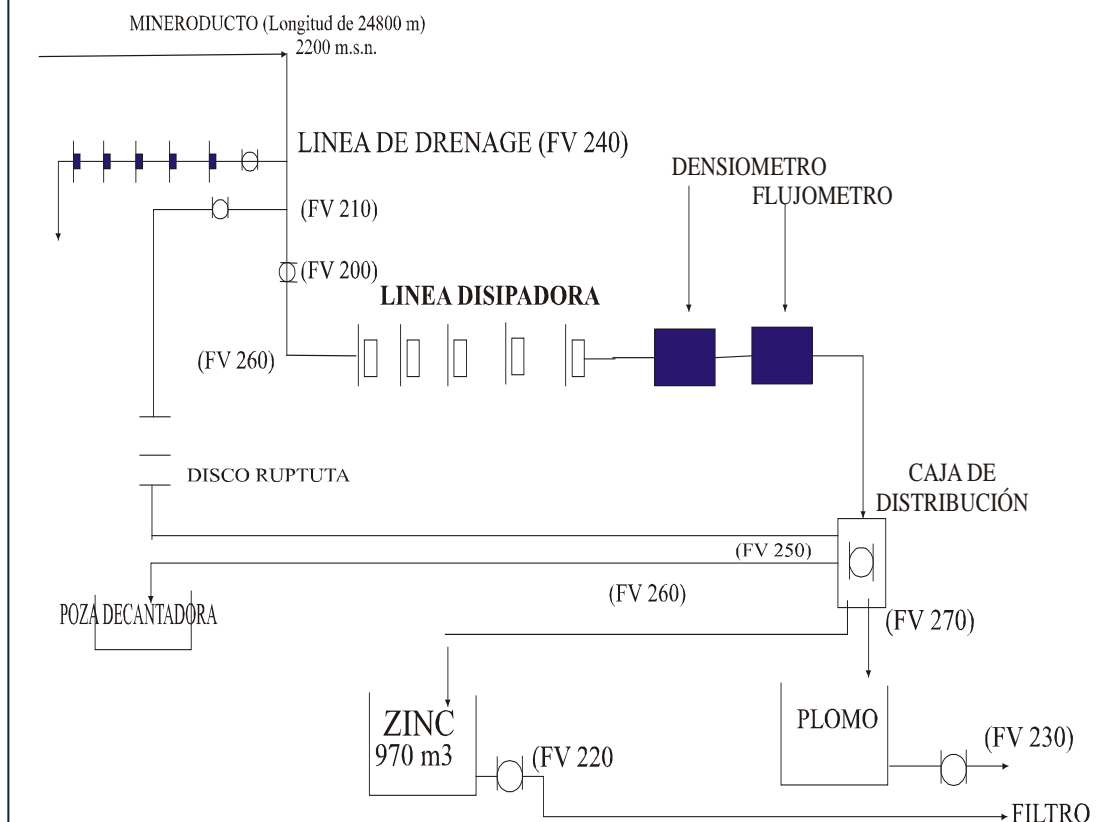 MINERODUCTO (Longitud de 24800 m)
2200 m.s.n.
LINEA DE DRENAGE (FV 240)
DENSIOMETRO
FLUJOMETRO
(FV 210)
(FV 200)
LINEA DISIPADORA
(FV 260)
DISCO RUPTUTA
CAJA DE
DISTRIBUCIÓN
(FV 250)
(FV 260)
POZA DECANTADORA
(FV 270)
ZINC
970 m3
PLOMO
(FV 230)
(FV 220
FILTRO